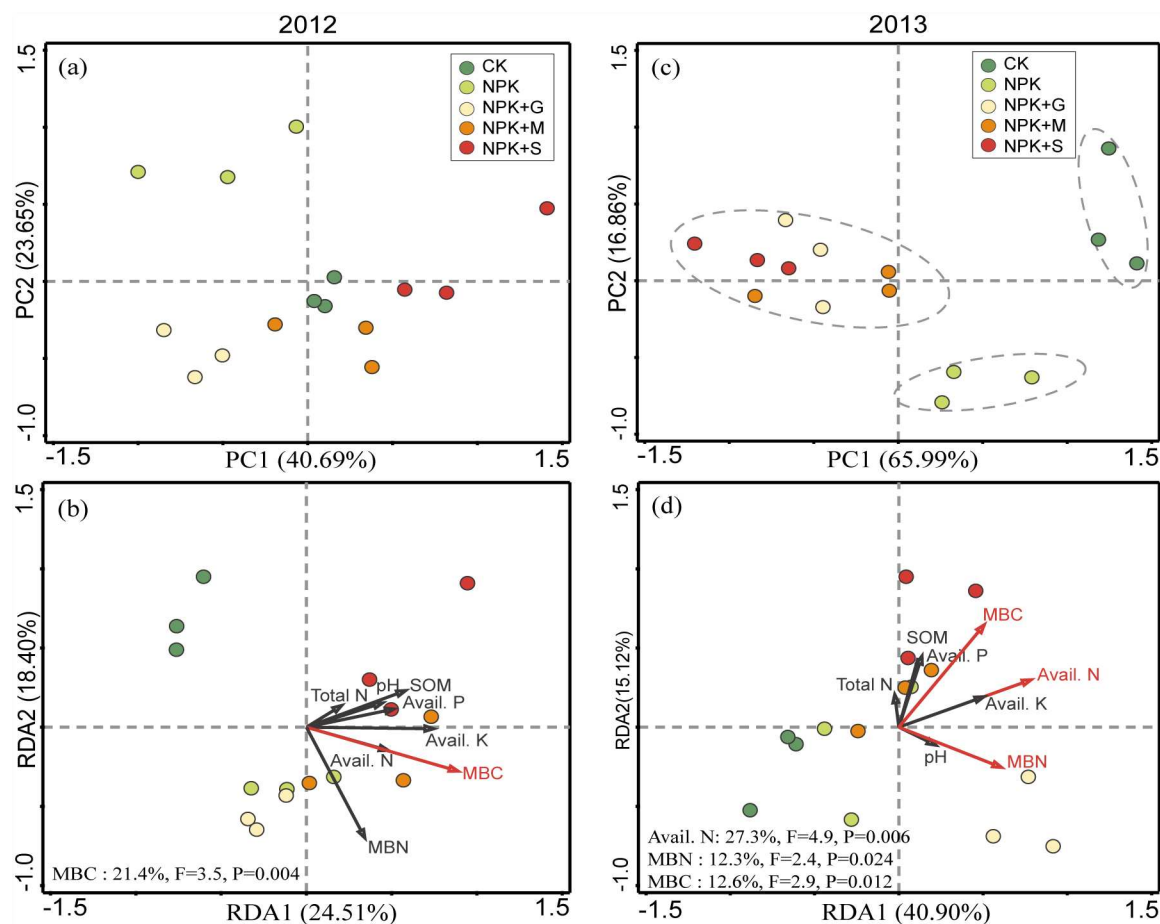 2012
(a)
CK
NPK
NPK+G
NPK+M
NPK+S
1.5
PC2 (23.65%)
-1.0
-1.5
PC1 (40.69%)
1.5
2013
(c)
CK
NPK
NPK+G
NPK+M
NPK+S
1.5
PC2 (16.86%)
-1.0
-1.5
PC1 (65.99%)
1.5
(b)
1.5
RDA2 (18.40%)
-1.0
Total N
pH
SOM
Avail. P
Avail. K
Avail. N
MBC
MBN
MBC : 21.4%, F=3.5, P=0.004
-1.5
RDA1 (24.51%)
1.5
(d)
1.5
RDA2(15.12%)
-1.0
MBC
SOM
Avail. P
Total N
Avail. N
Avail. K
pH
MBN
Avail. N: 27.3%, F=4.9, P=0.006
MBN : 12.3%, F=2.4, P=0.024
MBC : 12.6%, F=2.9, P=0.012
-1.5
RDA1 (40.90%)
1.5